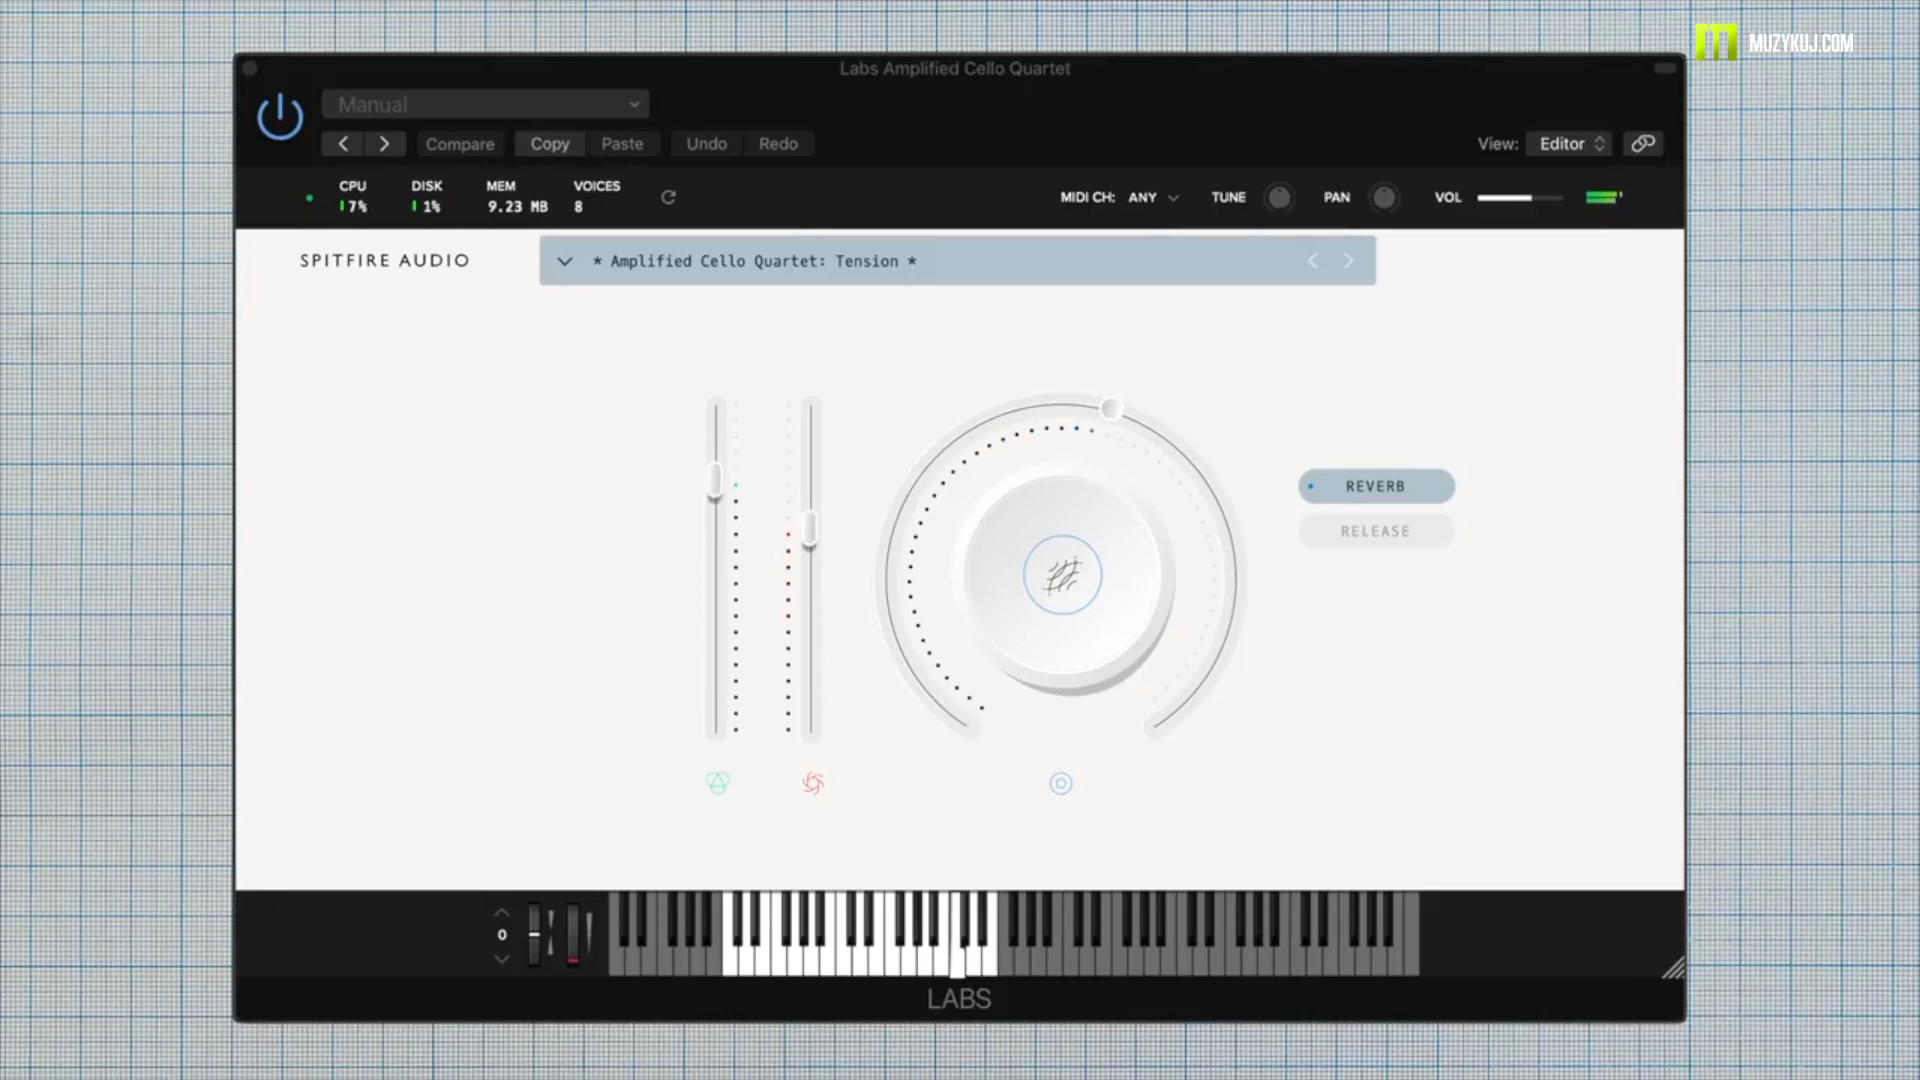 MUZYKUJ.COM
Labs Amplified Cello Quartet
Manual
Compare Copy Paste Undo Redo
View: Editor
CPU DISK MEM VOICES
7% 1% 9.23 MB 8
MIDI CH: ANY TUNE PAN VOL
SPITFIRE AUDIO
* Amplified Cello Quartet: Tension *
REVERB
RELEASE
0
LABS